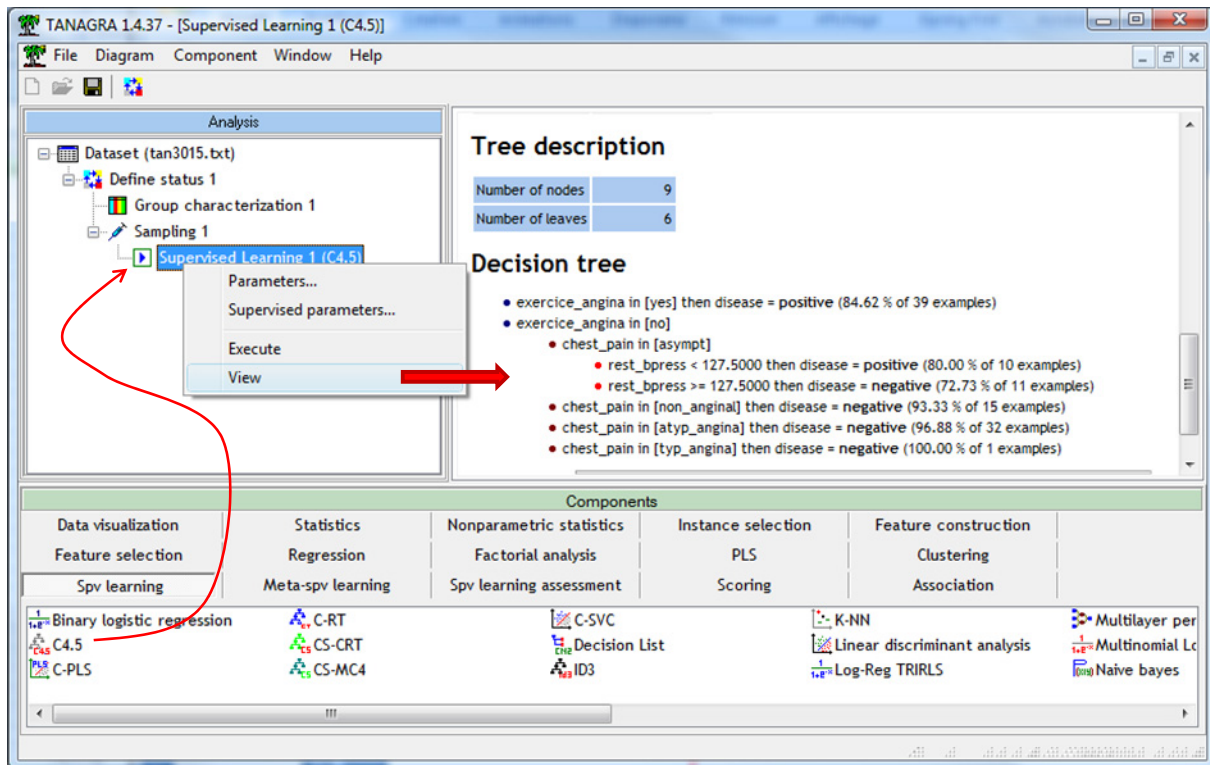 TANAGRA 1.4.37 - [Supervised Learning 1 (C4.5)]
File Diagram Component Window Help
Analysis
Dataset (tan3015.txt)
Define status 1
Group characterization 1
Sampling 1
Supervised Learning 1 (C4.5)
Parameters...
Supervised parameters...
Execute
View
Tree description
Number of nodes 9
Number of leaves 6
Decision tree
exercice_angina in [yes] then disease = positive (84.62 % of 39 examples)
exercice_angina in [no]
chest_pain in [asympt]
rest_bpress < 127.5000 then disease = positive (80.00 % of 10 examples)
rest_bpress >= 127.5000 then disease = negative (72.73 % of 11 examples)
chest_pain in [non_anginal] then disease = negative (93.33 % of 15 examples)
chest_pain in [atyp_angina] then disease = negative (96.88 % of 32 examples)
chest_pain in [typ_angina] then disease = negative (100.00 % of 1 examples)
Components
Data visualization Statistics Nonparametric statistics Instance selection Feature construction
Feature selection Regression Factorial analysis PLS Clustering
Spv learning Meta-spv learning Spv learning assessment Scoring Association
Binary logistic regression C-RT C-SVC K-NN Multilayer per
C4.5 CS-CRT Decision List Linear discriminant analysis Multinomial Lo
C-PLS CS-MC4 ID3 Log-Reg TRIRLS Naive bayes